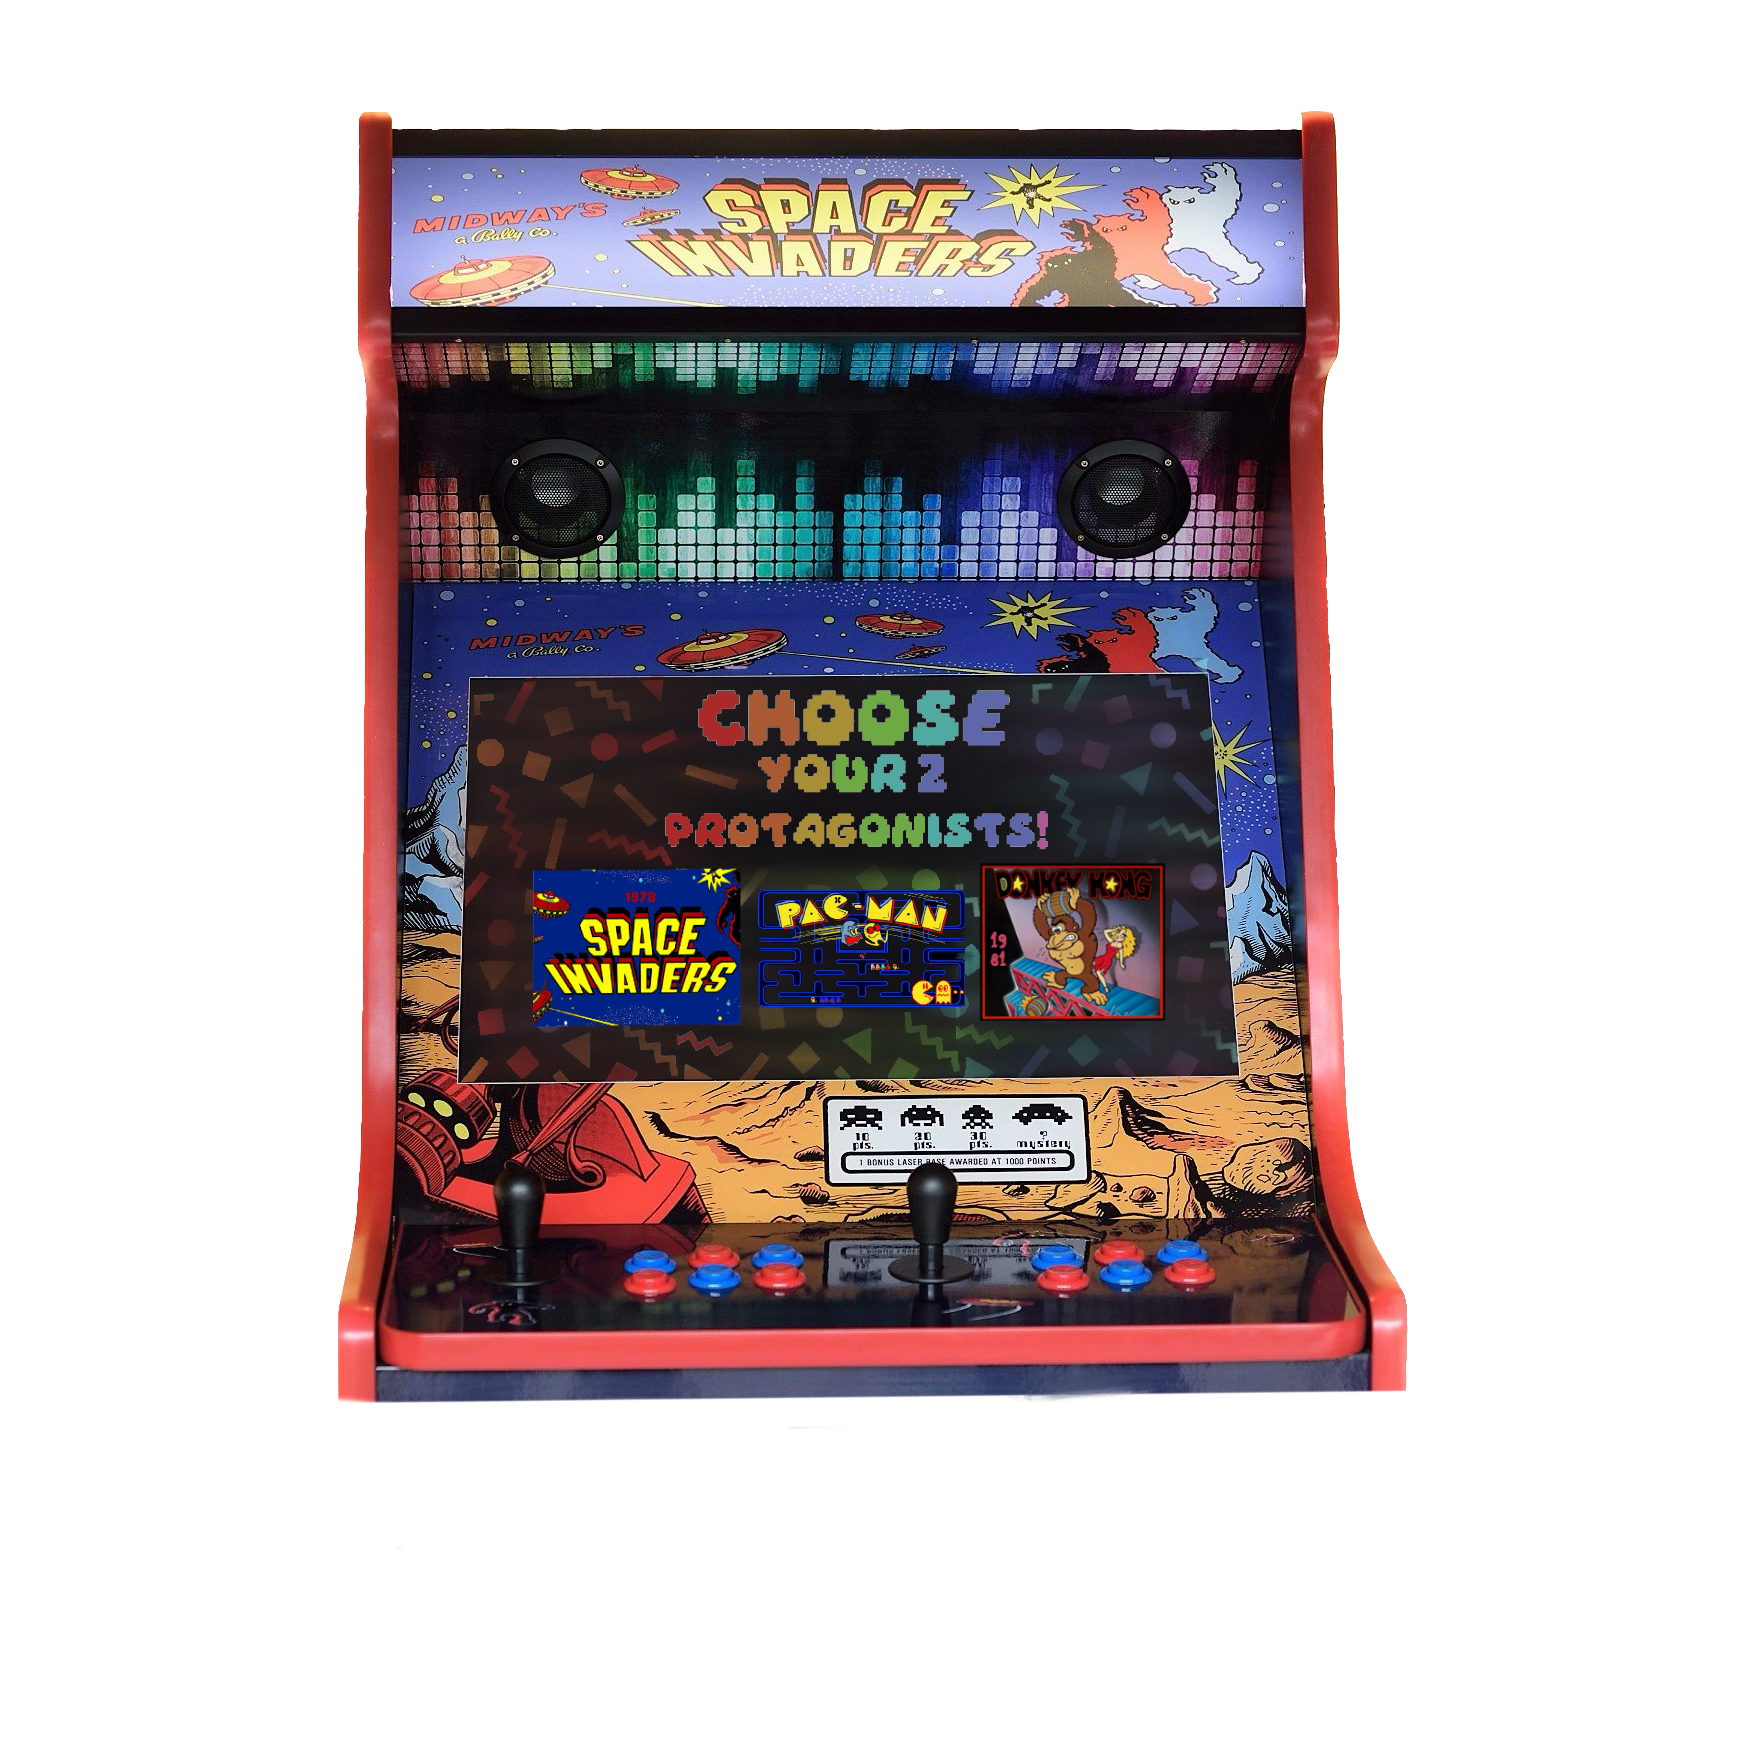 MIDWAY'S
a Bally Co.
SPACE
INVADERS
MIDWAY'S
a Bally Co.
CHOOSE
YOUR 2
PROTAGONISTS!
1978
SPACE
INVADERS
PAC-MAN
DONKEY KONG
19
81
10 pts.
20 pts.
30 pts.
? mystery
1 BONUS LASER BASE AWARDED AT 1000 POINTS